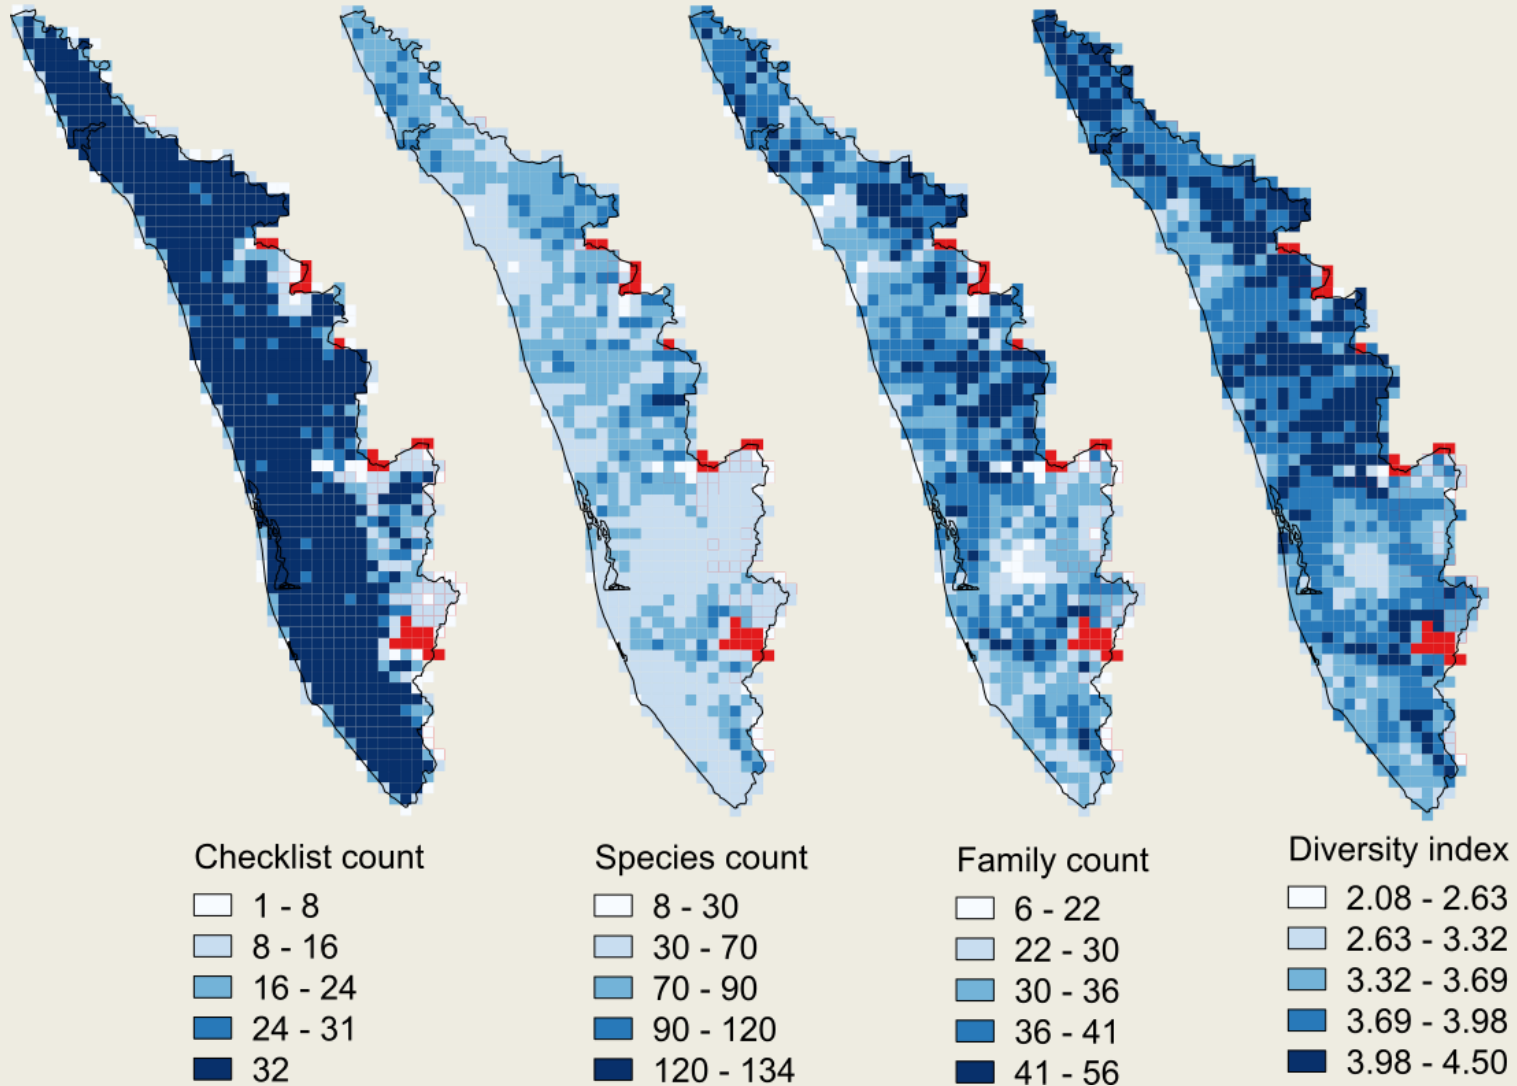 Checklist count
1 - 8
8 - 16
16 - 24
24 - 31
32
Species count
8 - 30
30 - 70
70 - 90
90 - 120
120 - 134
Family count
6 - 22
22 - 30
30 - 36
36 - 41
41 - 56
Diversity index
2.08 - 2.63
2.63 - 3.32
3.32 - 3.69
3.69 - 3.98
3.98 - 4.50